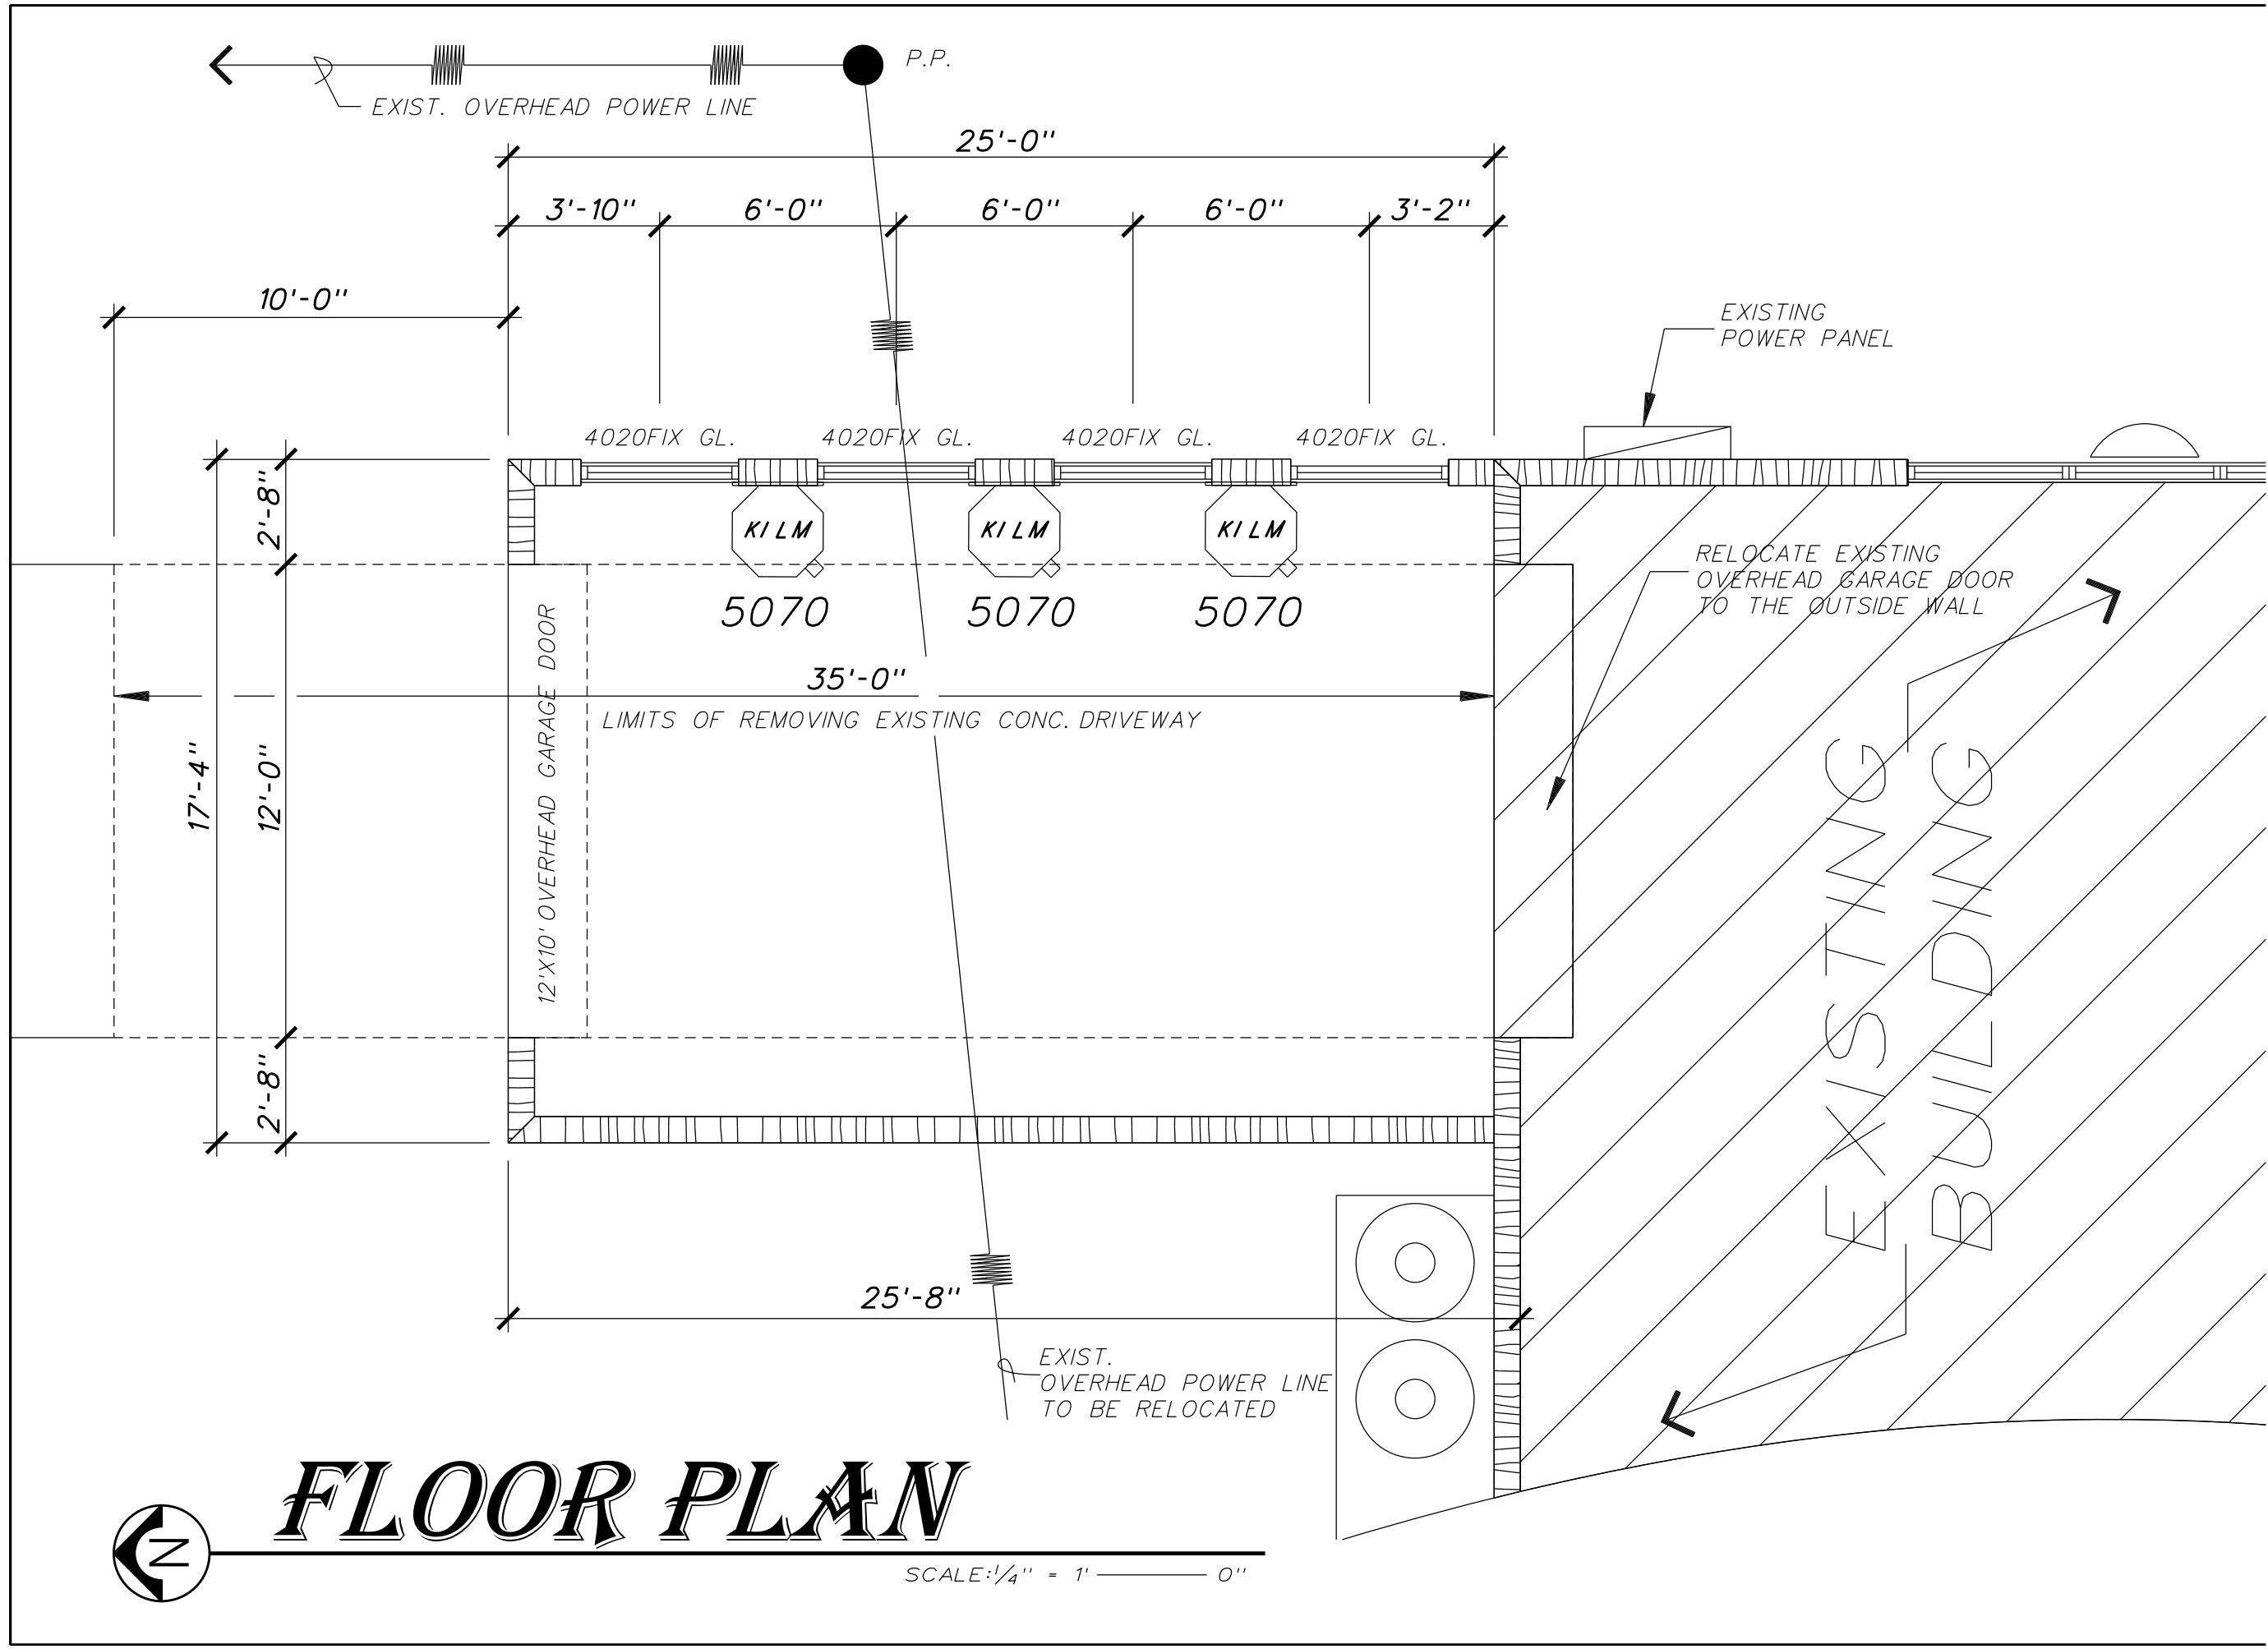 P.P.
EXIST. OVERHEAD POWER LINE
25'-0"
3'-10"
6'-0"
6'-0"
6'-0"
3'-2"
10'-0"
EXISTING
POWER PANEL
4020FIX GL.
4020FIX GL.
4020FIX GL.
4020FIX GL.
2'-8"
KILM
KILM
KILM
RELOCATE EXISTING
OVERHEAD GARAGE DOOR
TO THE OUTSIDE WALL
5070
5070
5070
35'-0"
LIMITS OF REMOVING EXISTING CONC. DRIVEWAY
12'X10' OVERHEAD GARAGE DOOR
17'-4"
12'-0"
EXISTING
BUILDING
2'-8"
25'-8"
EXIST.
OVERHEAD POWER LINE
TO BE RELOCATED
FLOOR PLAN
N
SCALE:1/4" = 1' 0"